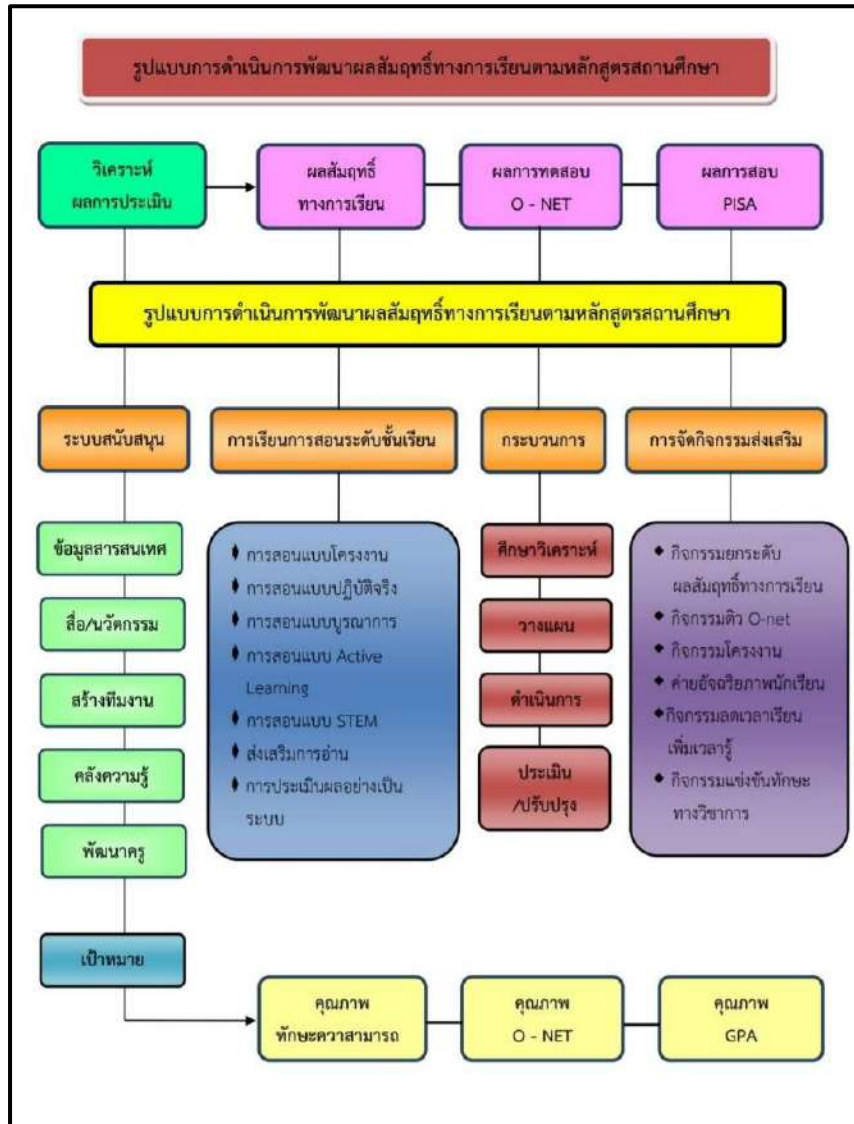 รูปแบบการดำเนินการพัฒนาผลสัมฤทธิ์ทางการเรียนตามหลักสูตรสถานศึกษา
วิเคราะห์
ผลการประเมิน
ผลสัมฤทธิ์
ทางการเรียน
ผลการทดสอบ
O - NET
ผลการสอบ
PISA
รูปแบบการดำเนินการพัฒนาผลสัมฤทธิ์ทางการเรียนตามหลักสูตรสถานศึกษา
ระบบสนับสนุน
การเรียนการสอนระดับชั้นเรียน
กระบวนการ
การจัดกิจกรรมส่งเสริม
ข้อมูลสารสนเทศ
สื่อ/นวัตกรรม
สร้างทีมงาน
คลังความรู้
พัฒนาครู
♦ การสอนแบบโครงงาน
♦ การสอนแบบปฏิบัติจริง
♦ การสอนแบบบูรณาการ
♦ การสอนแบบ Active
Learning
♦ การสอนแบบ STEM
♦ ส่งเสริมการอ่าน
♦ การประเมินผลอย่างเป็น
ระบบ
ศึกษาวิเคราะห์
วางแผน
ดำเนินการ
ประเมิน
/ปรับปรุง
◆ กิจกรรมยกระดับ
ผลสัมฤทธิ์ทางการเรียน
◆ กิจกรรมติว O-net
◆ กิจกรรมโครงงาน
◆ ค่ายอัจฉริยภาพนักเรียน
◆กิจกรรมลดเวลาเรียน
เพิ่มเวลารู้
◆ กิจกรรมแข่งขันทักษะ
ทางวิชาการ
เป้าหมาย
คุณภาพ
ทักษะควาสามารถ
คุณภาพ
O - NET
คุณภาพ
GPA